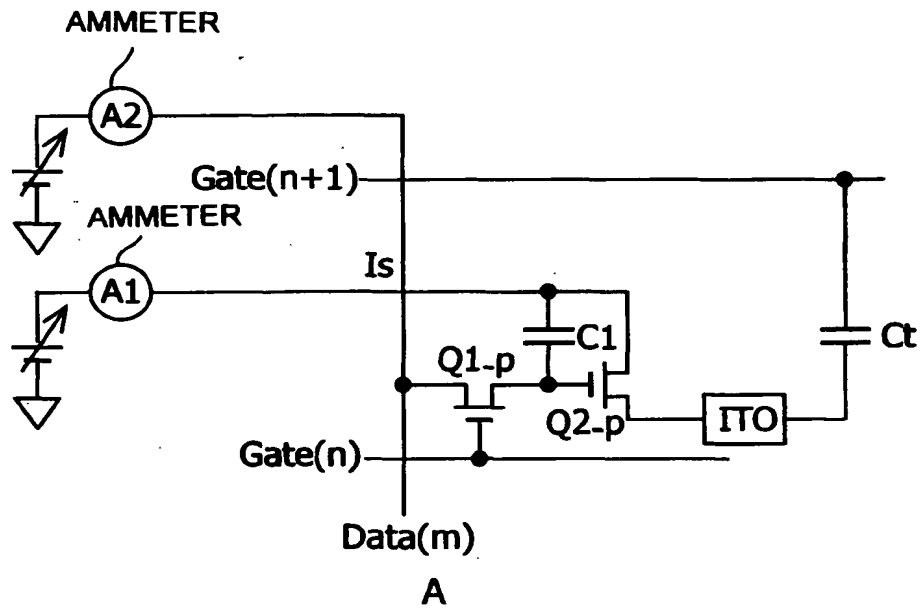 AMMETER
A2
Gate(n+1)
AMMETER
A1
Is
C1
Ct
Q1-p
Q2-p
ITO
Gate(n)
Data(m)
A